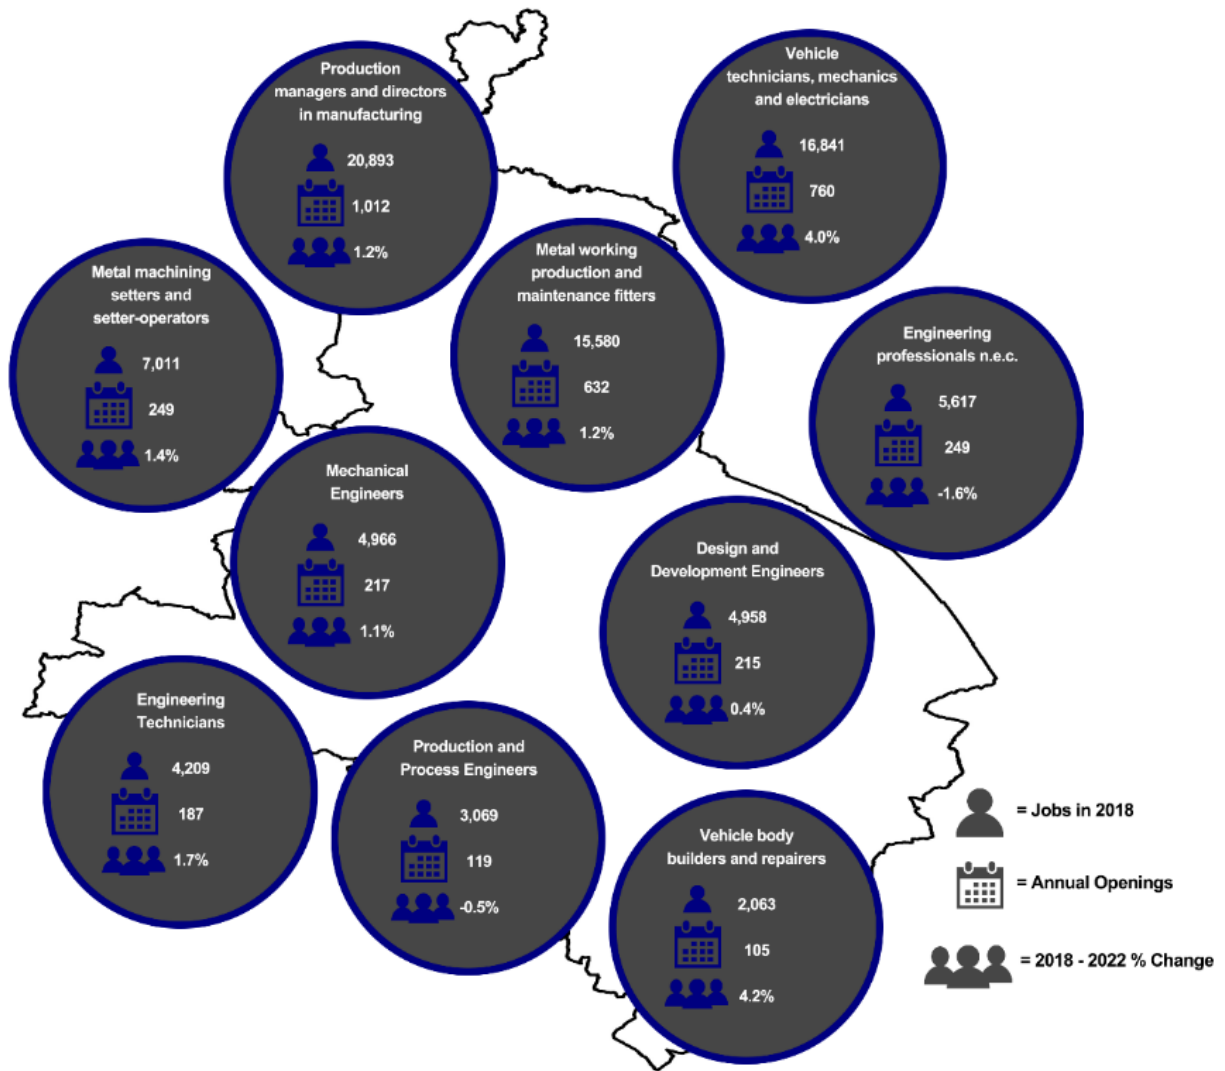 Production
managers and directors
in manufacturing
20,893
1,012
1.2%
Vehicle
technicians, mechanics
and electricians
16,841
760
4.0%
Metal machining
setters and
setter-operators
7,011
249
1.4%
Metal working
production and
maintenance fitters
15,580
632
1.2%
Engineering
professionals n.e.c.
5,617
249
-1.6%
Mechanical
Engineers
4,966
217
1.1%
Design and
Development Engineers
4,958
215
0.4%
Engineering
Technicians
4,209
187
1.7%
Production and
Process Engineers
3,069
119
-0.5%
Vehicle body
builders and repairers
2,063
105
4.2%
= Jobs in 2018
= Annual Openings
= 2018 - 2022 % Change